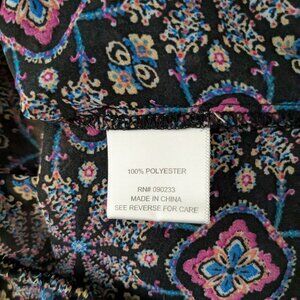 100% POLYESTER
RN# 090233
MADE IN CHINA
SEE REVERSE FOR CARE